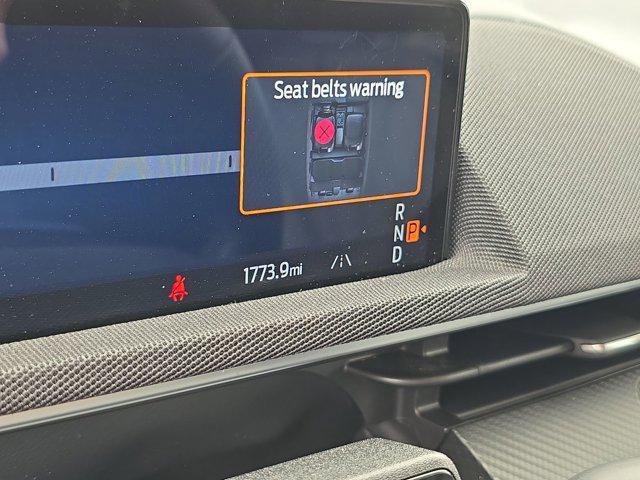 Seat belts warning
R
N P
D
1773.9mi